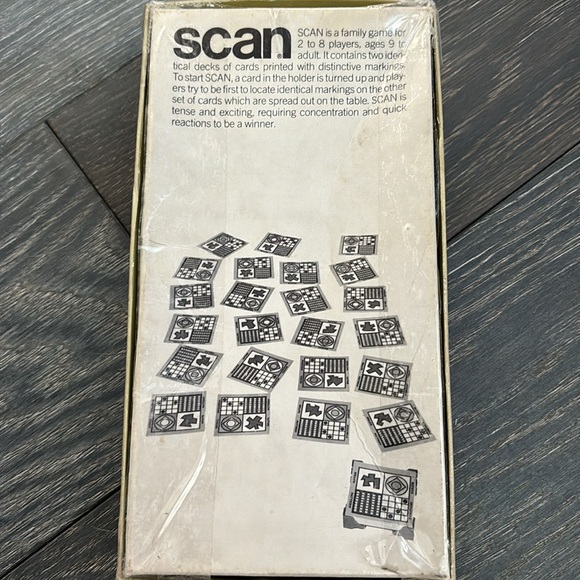 scan
SCAN is a family game for
2 to 8 players, ages 9 to
adult. It contains two iden-
tical decks of cards printed with distinctive markings.
To start SCAN, a card in the holder is turned up and play-
ers try to be first to locate identical markings on the other
set of cards which are spread out on the table. SCAN is
tense and exciting, requiring concentration and quick
reactions to be a winner.